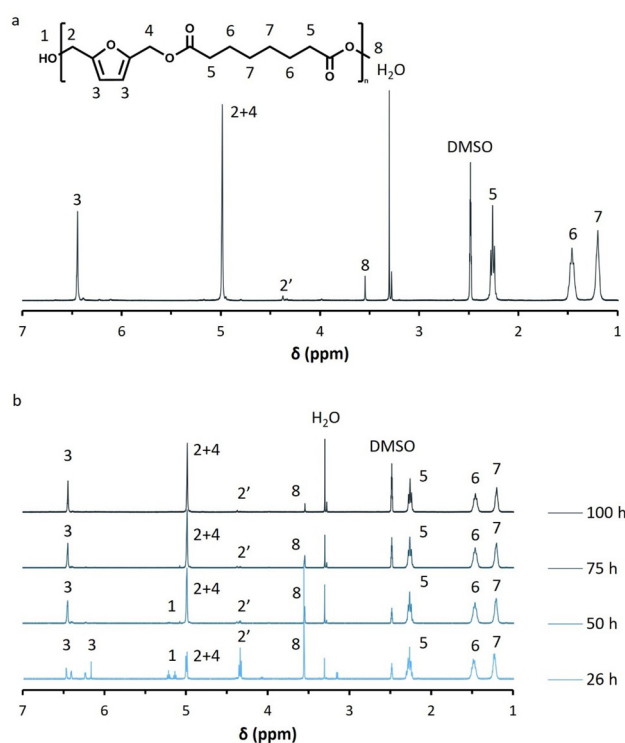 a
1 2 4 6 7 5 8
HO O O O O O n
3 3 5 7 6
H2O
2+4
DMSO
3
5
7
6
8
2'
7 6 5 4 3 2 1
δ (ppm)
b
H2O
3 2+4 2' 8 DMSO 5 6 7 100 h
3 2+4 2' 8 5 6 7 75 h
3 1 2+4 2' 8 5 6 7 50 h
3 3 1 2+4 2' 8 5 6 7 26 h
7 6 5 4 3 2 1
δ (ppm)